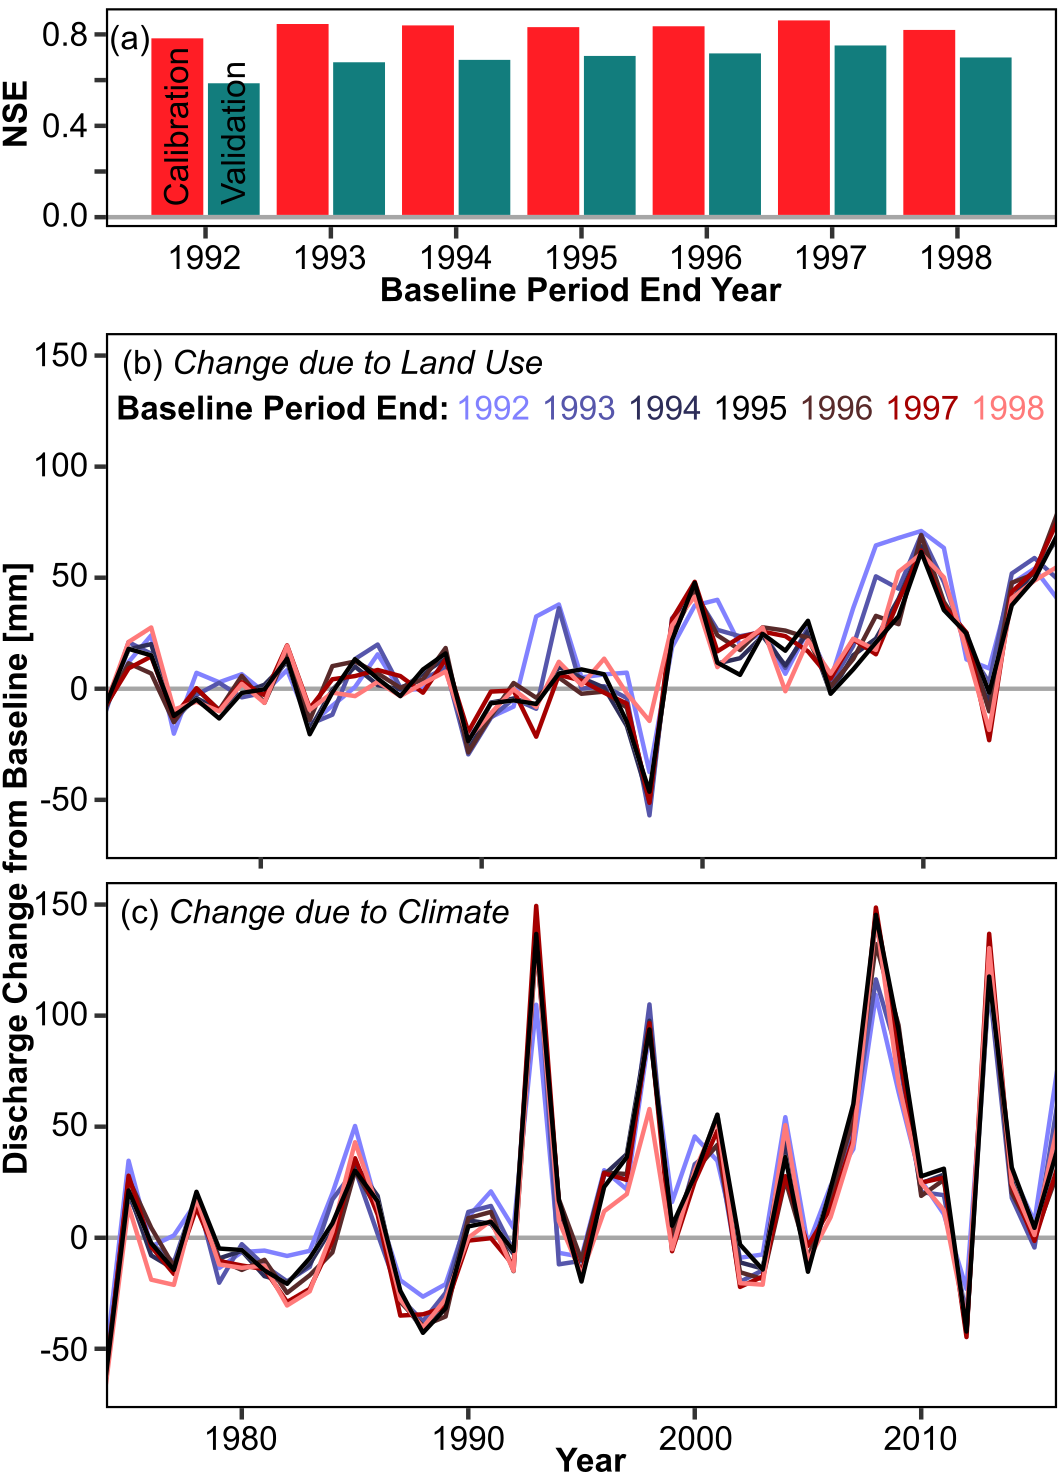 (a)
0.8
0.4
0.0
NSE
Calibration
Validation
1992 1993 1994 1995 1996 1997 1998
Baseline Period End Year
(b) Change due to Land Use
Baseline Period End: 1992 1993 1994 1995 1996 1997 1998
150
100
50
0
-50
Discharge Change from Baseline [mm]
(c) Change due to Climate
150
100
50
0
-50
1980 1990 2000 2010
Year